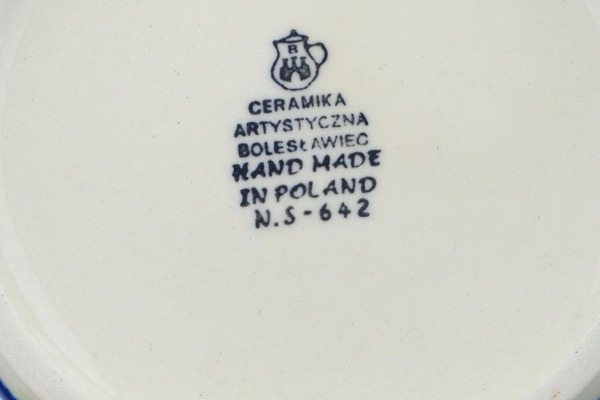 B
CERAMIKA
ARTYSTYCZNA
BOLESŁAWIEC
HAND MADE
IN POLAND
N.S-642